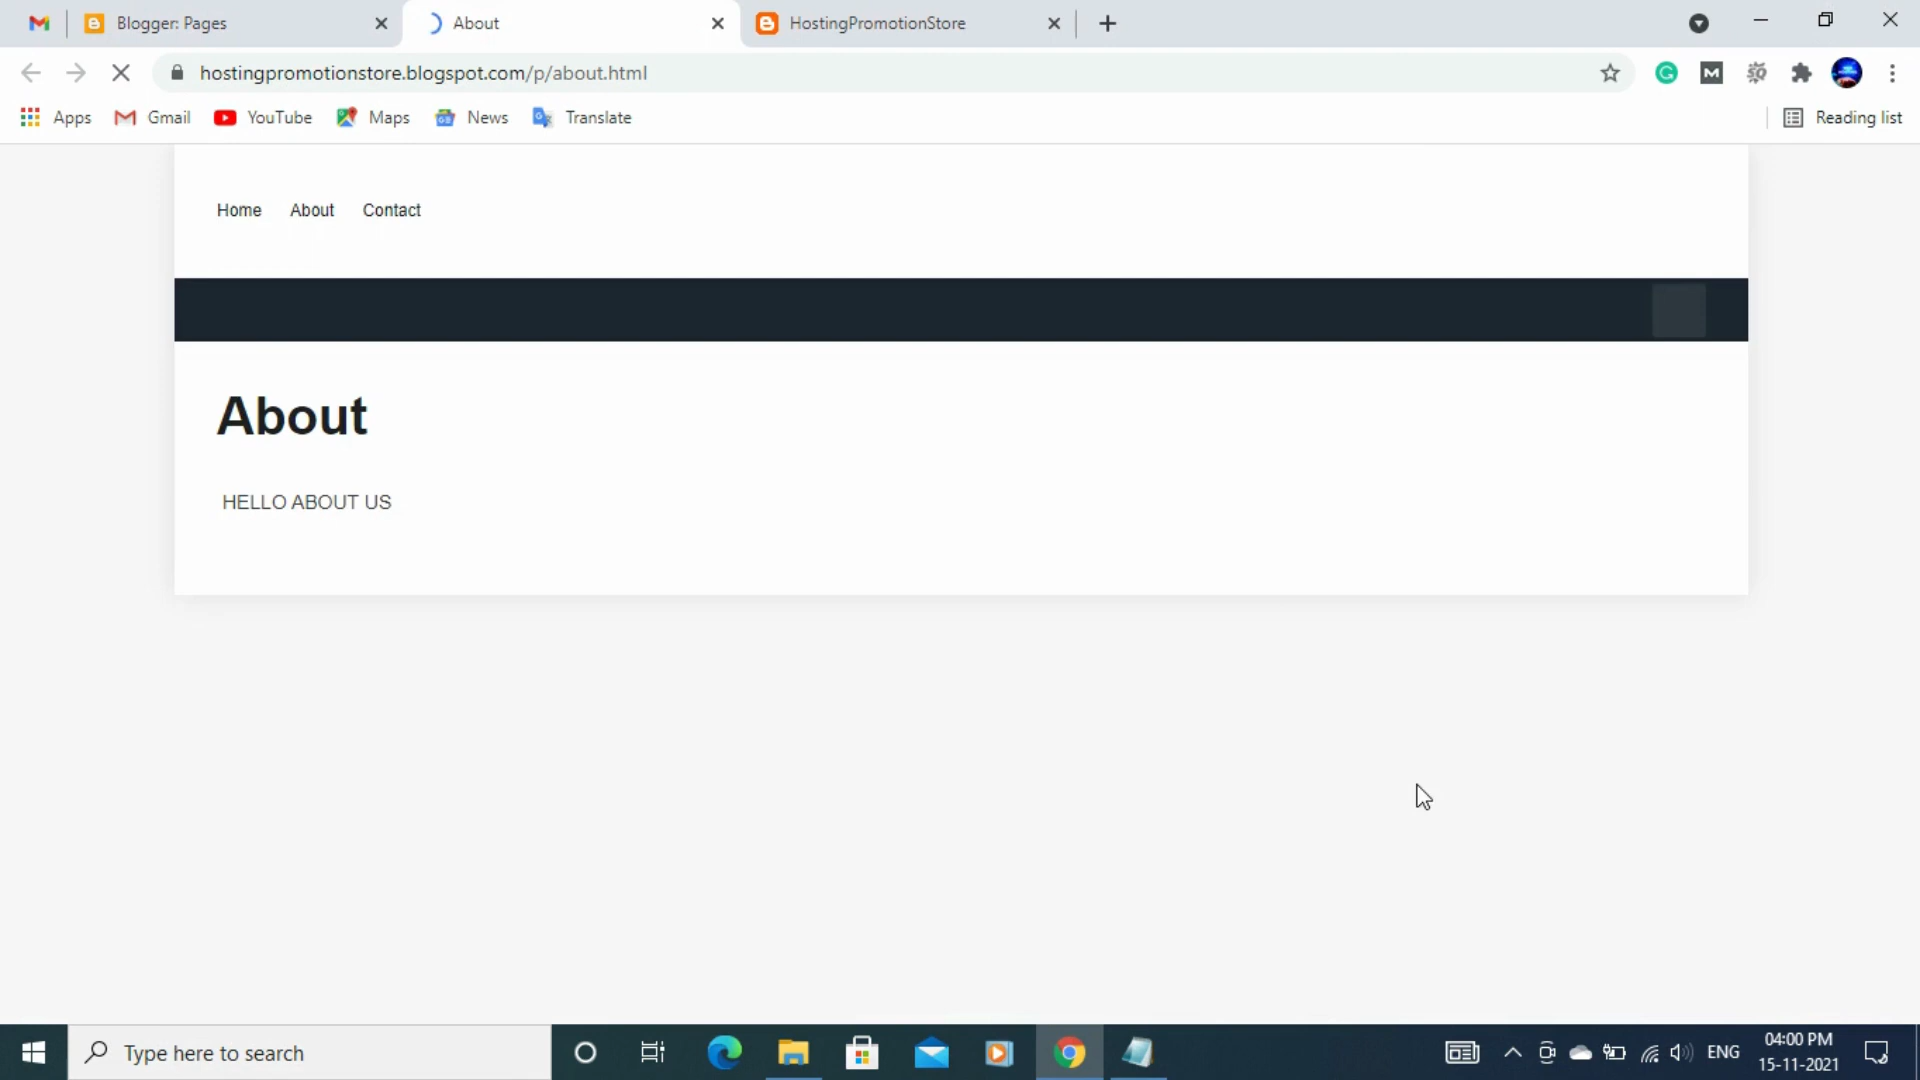 Blogger: Pages
About
HostingPromotionStore
hostingpromotionstore.blogspot.com/p/about.html
Apps
Gmail
YouTube
Maps
News
Translate
Reading list
Home
About
Contact
About
HELLO ABOUT US
Type here to search
ENG
04:00 PM
15-11-2021